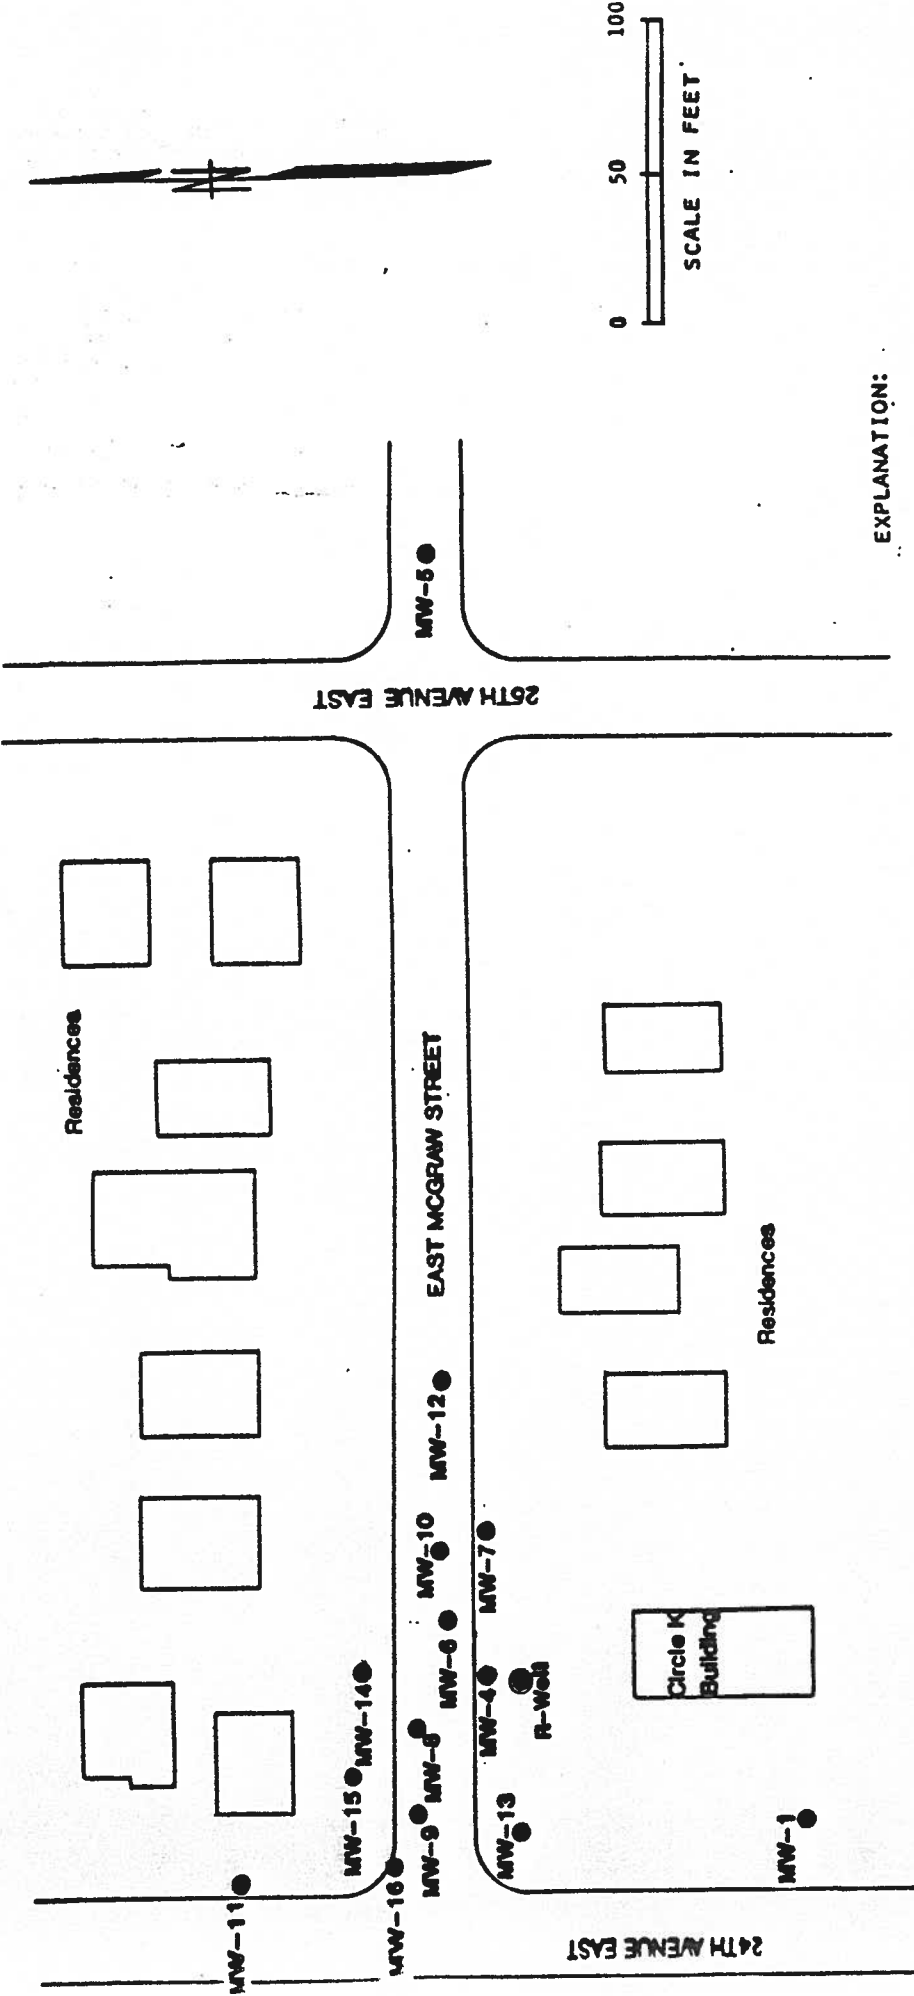 0 50 100
SCALE IN FEET
EXPLANATION:
MW-5
25TH AVENUE EAST
Residences
EAST MCGRAW STREET
Residences
MW-12
MW-10
MW-7
MW-6
MW-14
MW-4
R-Well
Circle K
Building
MW-8
MW-15
MW-9
MW-13
MW-1
MW-16
MW-11
24TH AVENUE EAST
N